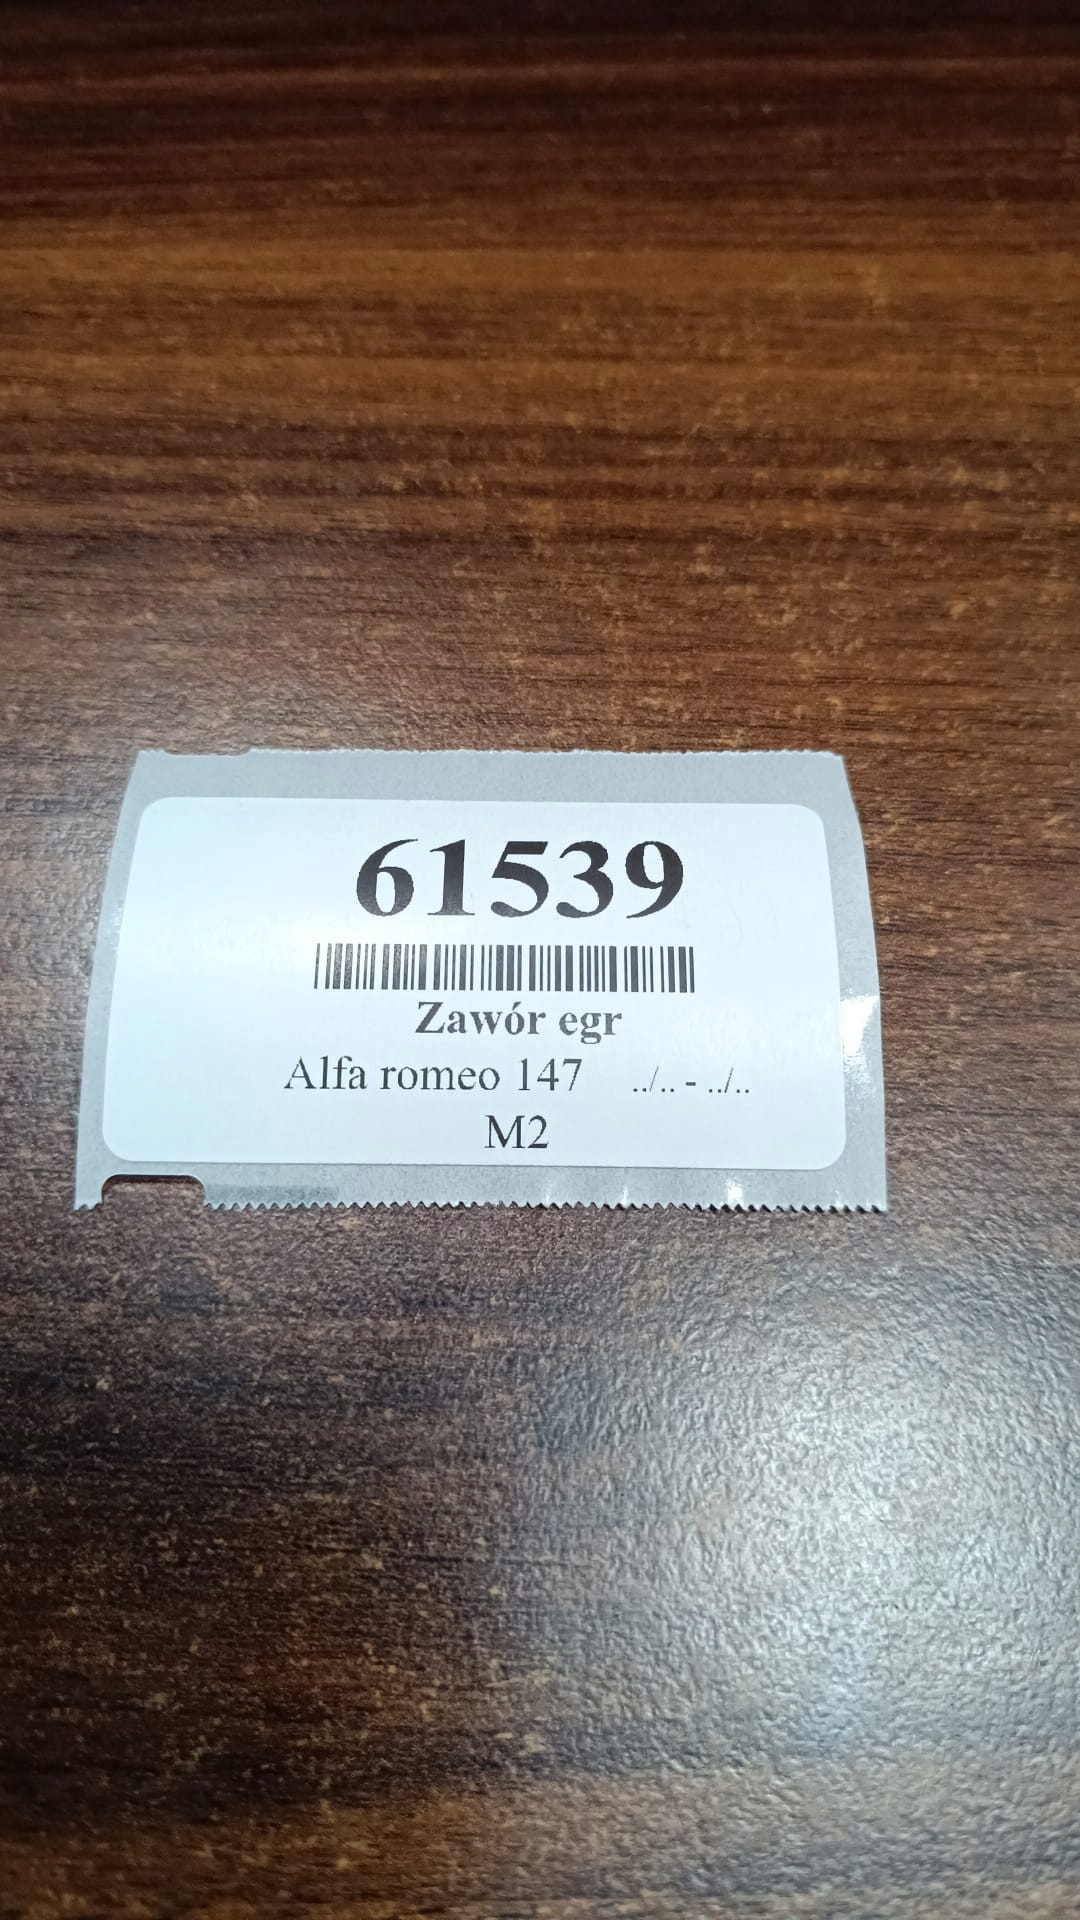 61539
Zawór egr
Alfa romeo 147 ../.. - ../..
M2